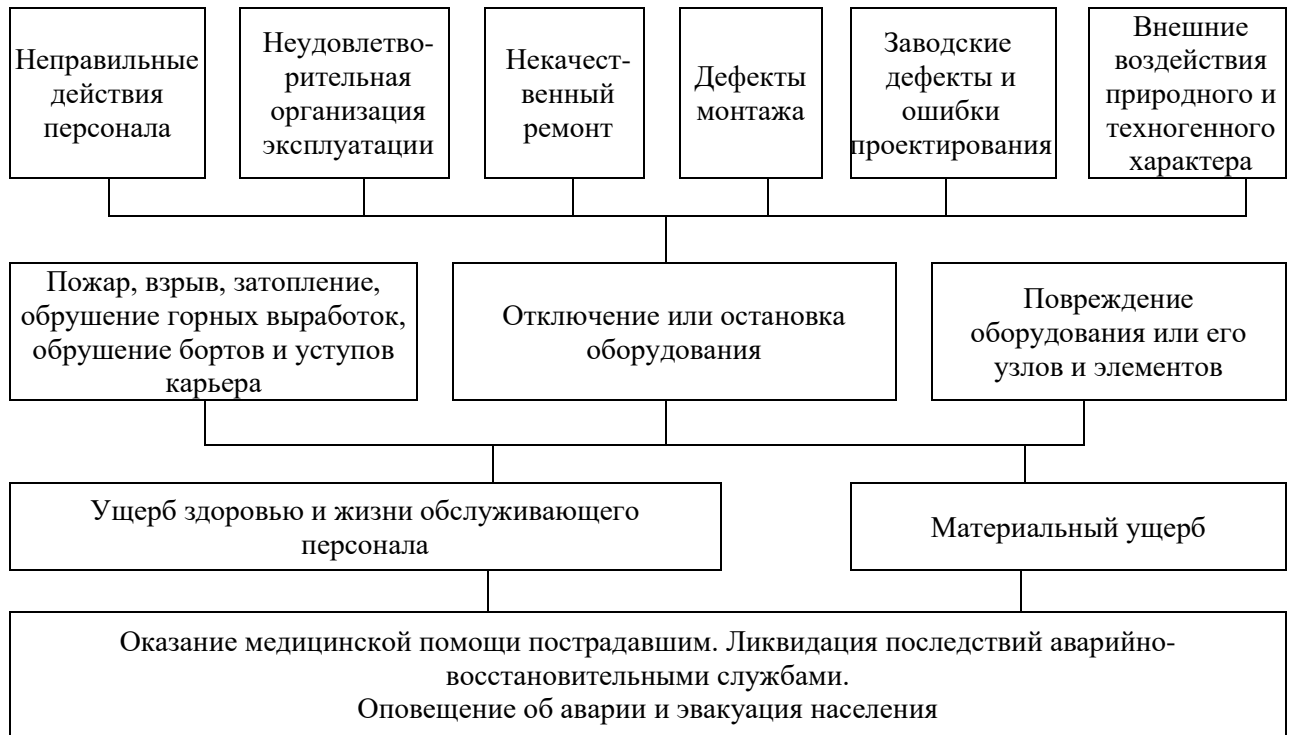 Неправильные
действия
персонала
Неудовлетво-
рительная
организация
эксплуатации
Некачест-
венный
ремонт
Дефекты
монтажа
Заводские
дефекты и
ошибки
проектирования
Внешние
воздействия
природного и
техногенного
характера
Пожар, взрыв, затопление,
обрушение горных выработок,
обрушение бортов и уступов
карьера
Отключение или остановка
оборудования
Повреждение
оборудования или его
узлов и элементов
Ущерб здоровью и жизни обслуживающего
персонала
Материальный ущерб
Оказание медицинской помощи пострадавшим. Ликвидация последствий аварийно-
восстановительными службами.
Оповещение об аварии и эвакуация населения